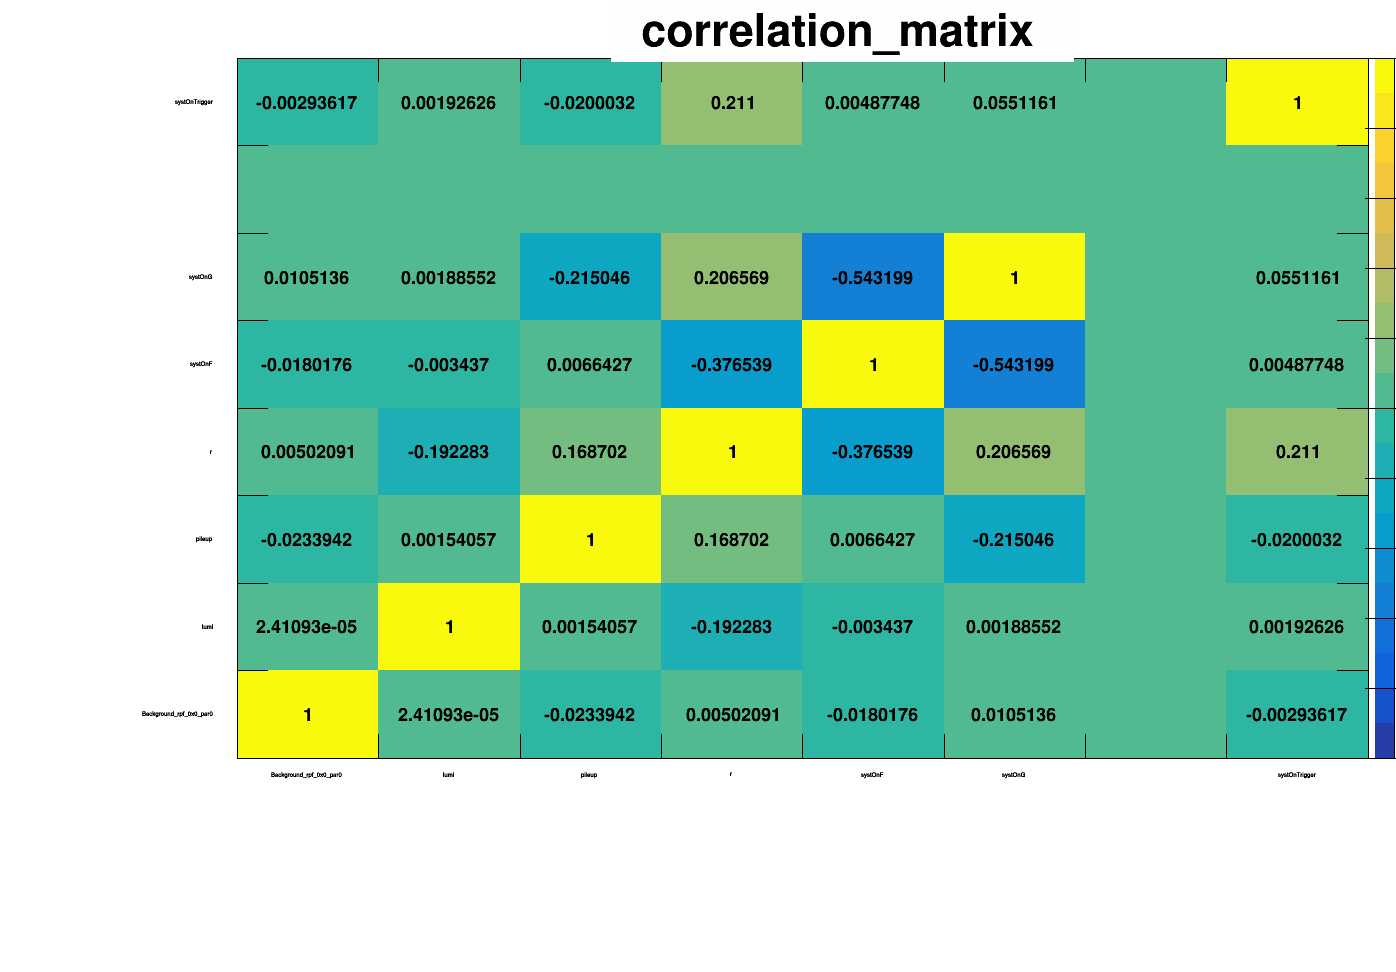 correlation_matrix
systOnTrigger -0.00293617 0.00192626 -0.0200032 0.211 0.00487748 0.0551161 1
systOnG 0.0105136 0.00188552 -0.215046 0.206569 -0.543199 1 0.0551161
systOnF -0.0180176 -0.003437 0.0066427 -0.376539 1 -0.543199 0.00487748
r 0.00502091 -0.192283 0.168702 1 -0.376539 0.206569 0.211
pileup -0.0233942 0.00154057 1 0.168702 0.0066427 -0.215046 -0.0200032
lumi 2.41093e-05 1 0.00154057 -0.192283 -0.003437 0.00188552 0.00192626
Background_rpf_0x0_par0 1 2.41093e-05 -0.0233942 0.00502091 -0.0180176 0.0105136 -0.00293617
Background_rpf_0x0_par0 lumi pileup r systOnF systOnG systOnTrigger